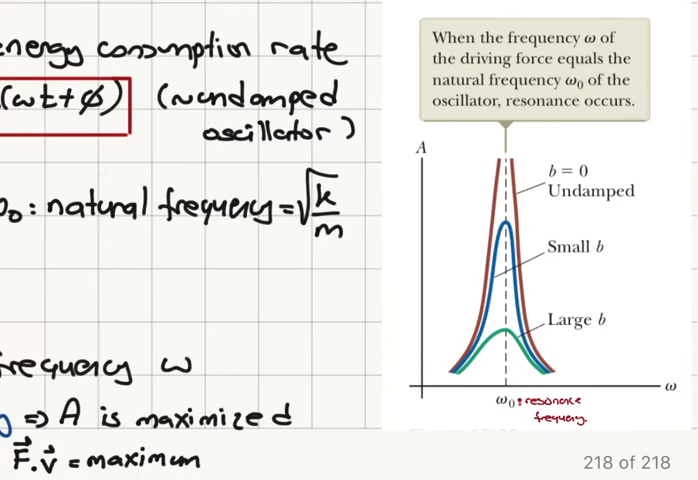 energy consumption rate
(ωt+φ) (~undamped
oscillator)
ω₀: natural frequency = √k/m
frequency ω
0 => A is maximized
F⃗.v⃗ = maximum
When the frequency ω of
the driving force equals the
natural frequency ω₀ of the
oscillator, resonance occurs.
A
b = 0
Undamped
Small b
Large b
ω
ω₀: resonance
frequency.
218 of 218